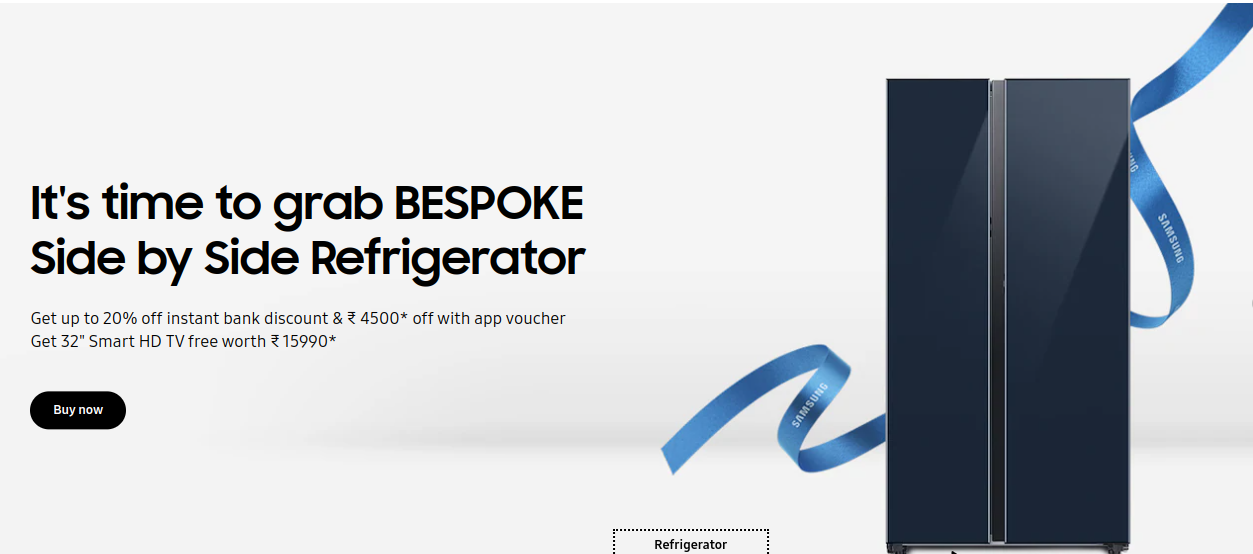 It's time to grab BESPOKE
Side by Side Refrigerator
Get up to 20% off instant bank discount & ₹ 4500* off with app voucher
Get 32" Smart HD TV free worth ₹ 15990*
Buy now
SAMSUNG
SAMSUNG
Refrigerator